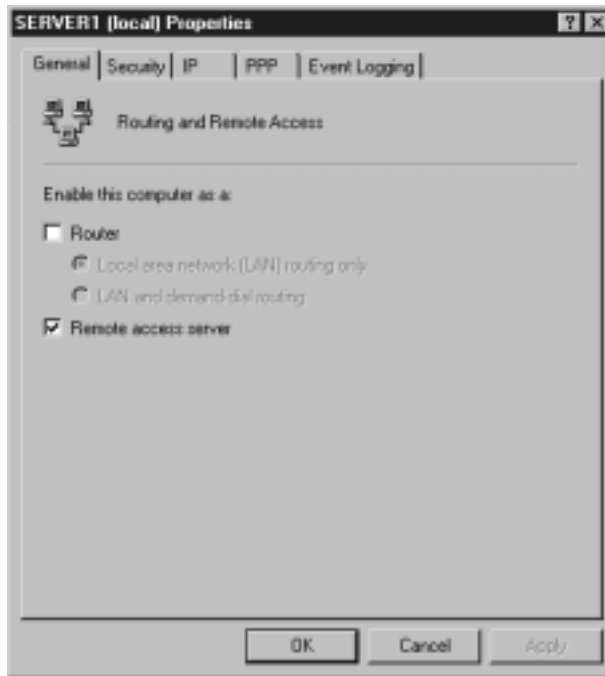 SERVER1 (local) Properties
General Security IP PPP Event Logging
Routing and Remote Access
Enable this computer as a:
Router
Local area network (LAN) routing only
LAN and demand-dial routing
Remote access server
OK Cancel Apply